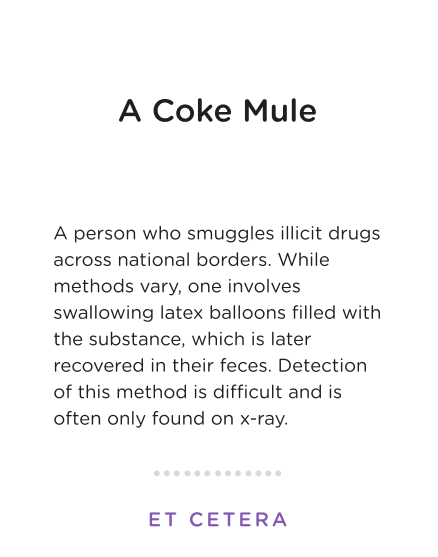 A Coke Mule
A person who smuggles illicit drugs
across national borders. While
methods vary, one involves
swallowing latex balloons filled with
the substance, which is later
recovered in their feces. Detection
of this method is difficult and is
often only found on x-ray.
ET CETERA